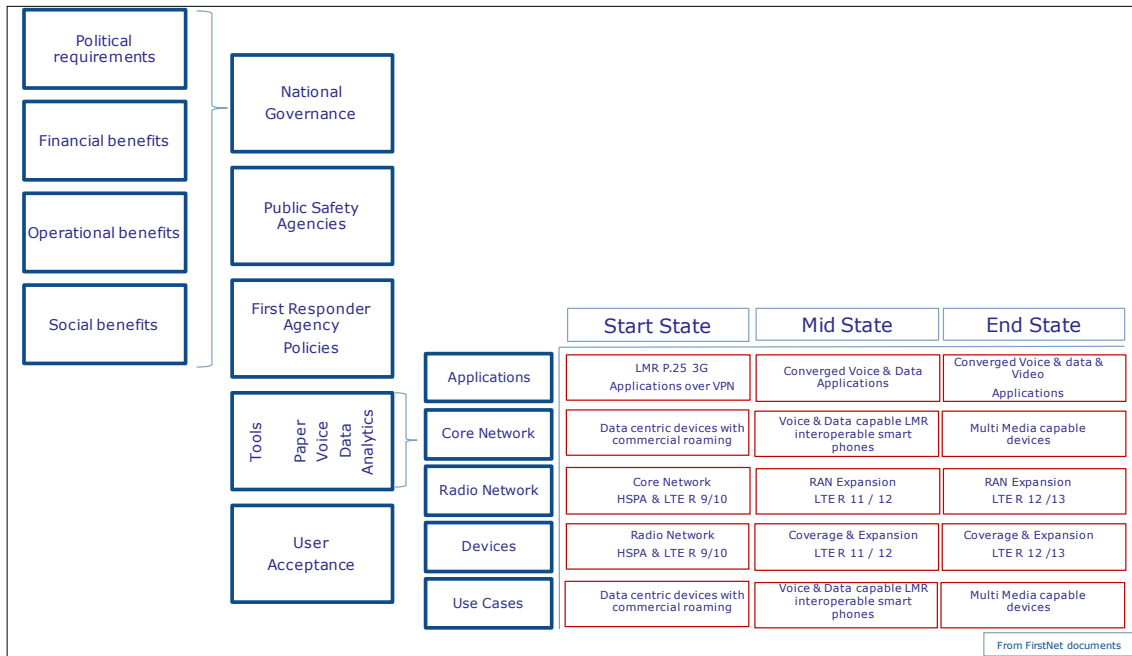 Political
requirements
Financial benefits
Operational benefits
Social benefits
National
Governance
Public Safety
Agencies
First Responder
Agency
Policies
Tools
Paper
Voice
Data
Analytics
User
Acceptance
Start State
Mid State
End State
Applications
LMR P.25 3G
Applications over VPN
Converged Voice & Data
Applications
Converged Voice & data &
Video
Applications
Core Network
Data centric devices with
commercial roaming
Voice & Data capable LMR
interoperable smart
phones
Multi Media capable
devices
Radio Network
Core Network
HSPA & LTE R 9/10
RAN Expansion
LTE R 11 / 12
RAN Expansion
LTE R 12 /13
Devices
Radio Network
HSPA & LTE R 9/10
Coverage & Expansion
LTE R 11 / 12
Coverage & Expansion
LTE R 12 /13
Use Cases
Data centric devices with
commercial roaming
Voice & Data capable LMR
interoperable smart
phones
Multi Media capable
devices
From FirstNet documents